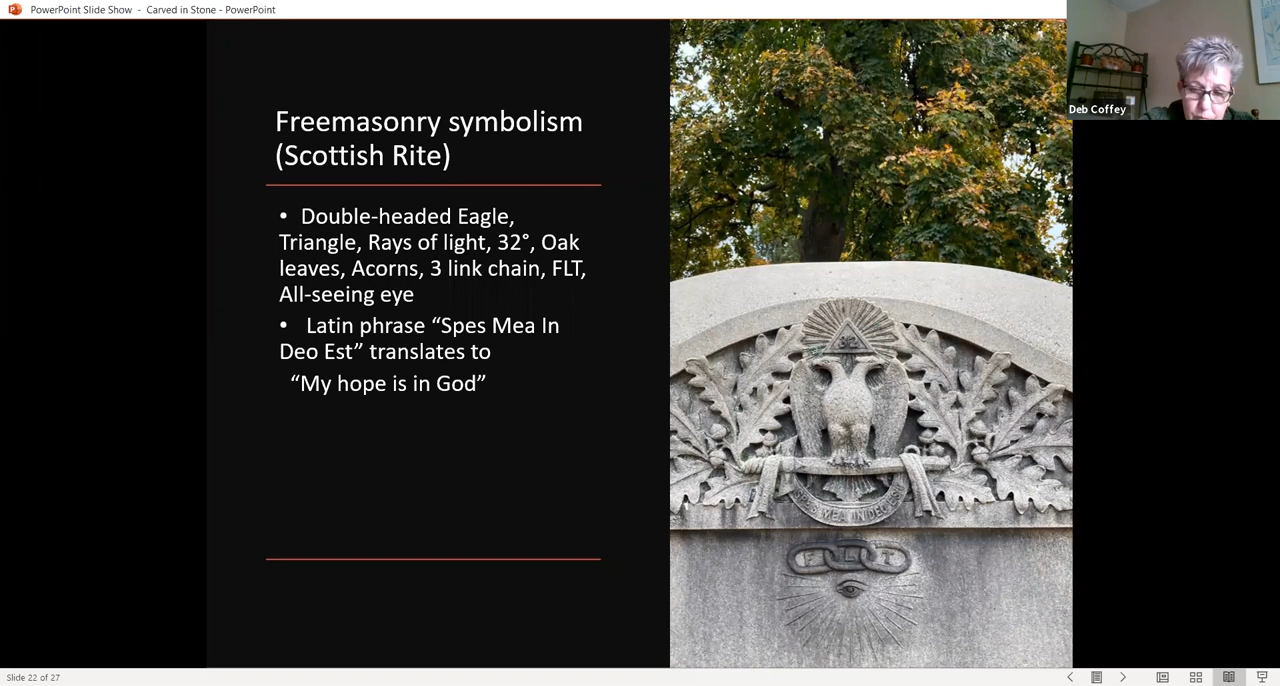 PowerPoint Slide Show - Carved in Stone - PowerPoint
Deb Coffey
Freemasonry symbolism
(Scottish Rite)
• Double-headed Eagle,
Triangle, Rays of light, 32°, Oak
leaves, Acorns, 3 link chain, FLT,
All-seeing eye
• Latin phrase “Spes Mea In
Deo Est” translates to
“My hope is in God”
32
SPES MEA IN DEO EST
F L T
Slide 22 of 27